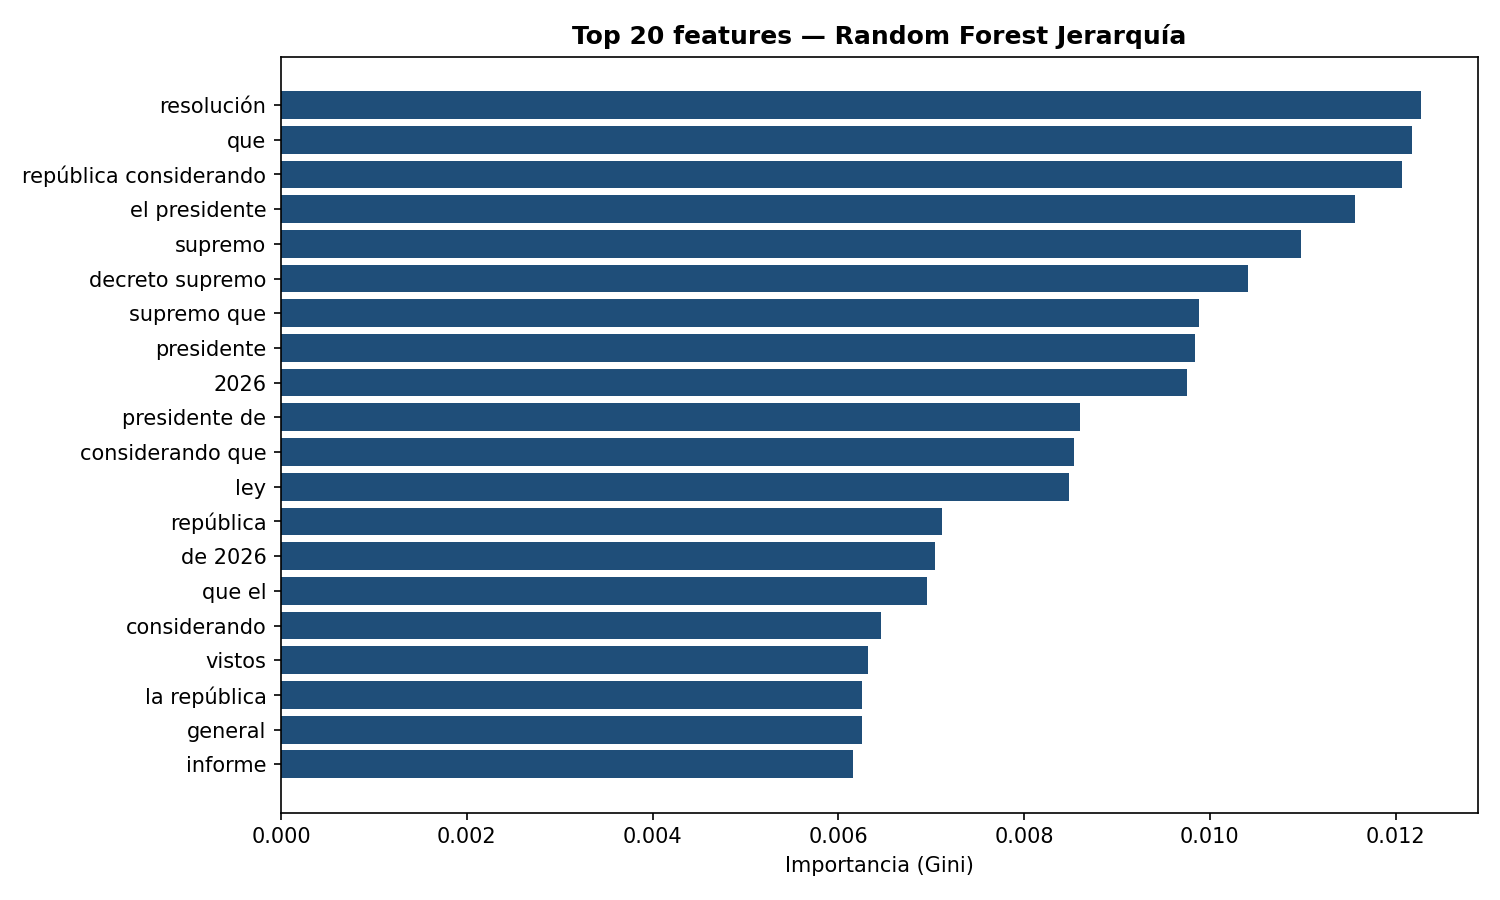 Top 20 features — Random Forest Jerarquía
resolución
que
república considerando
el presidente
supremo
decreto supremo
supremo que
presidente
2026
presidente de
considerando que
ley
república
de 2026
que el
considerando
vistos
la república
general
informe
0.000 0.002 0.004 0.006 0.008 0.010 0.012
Importancia (Gini)